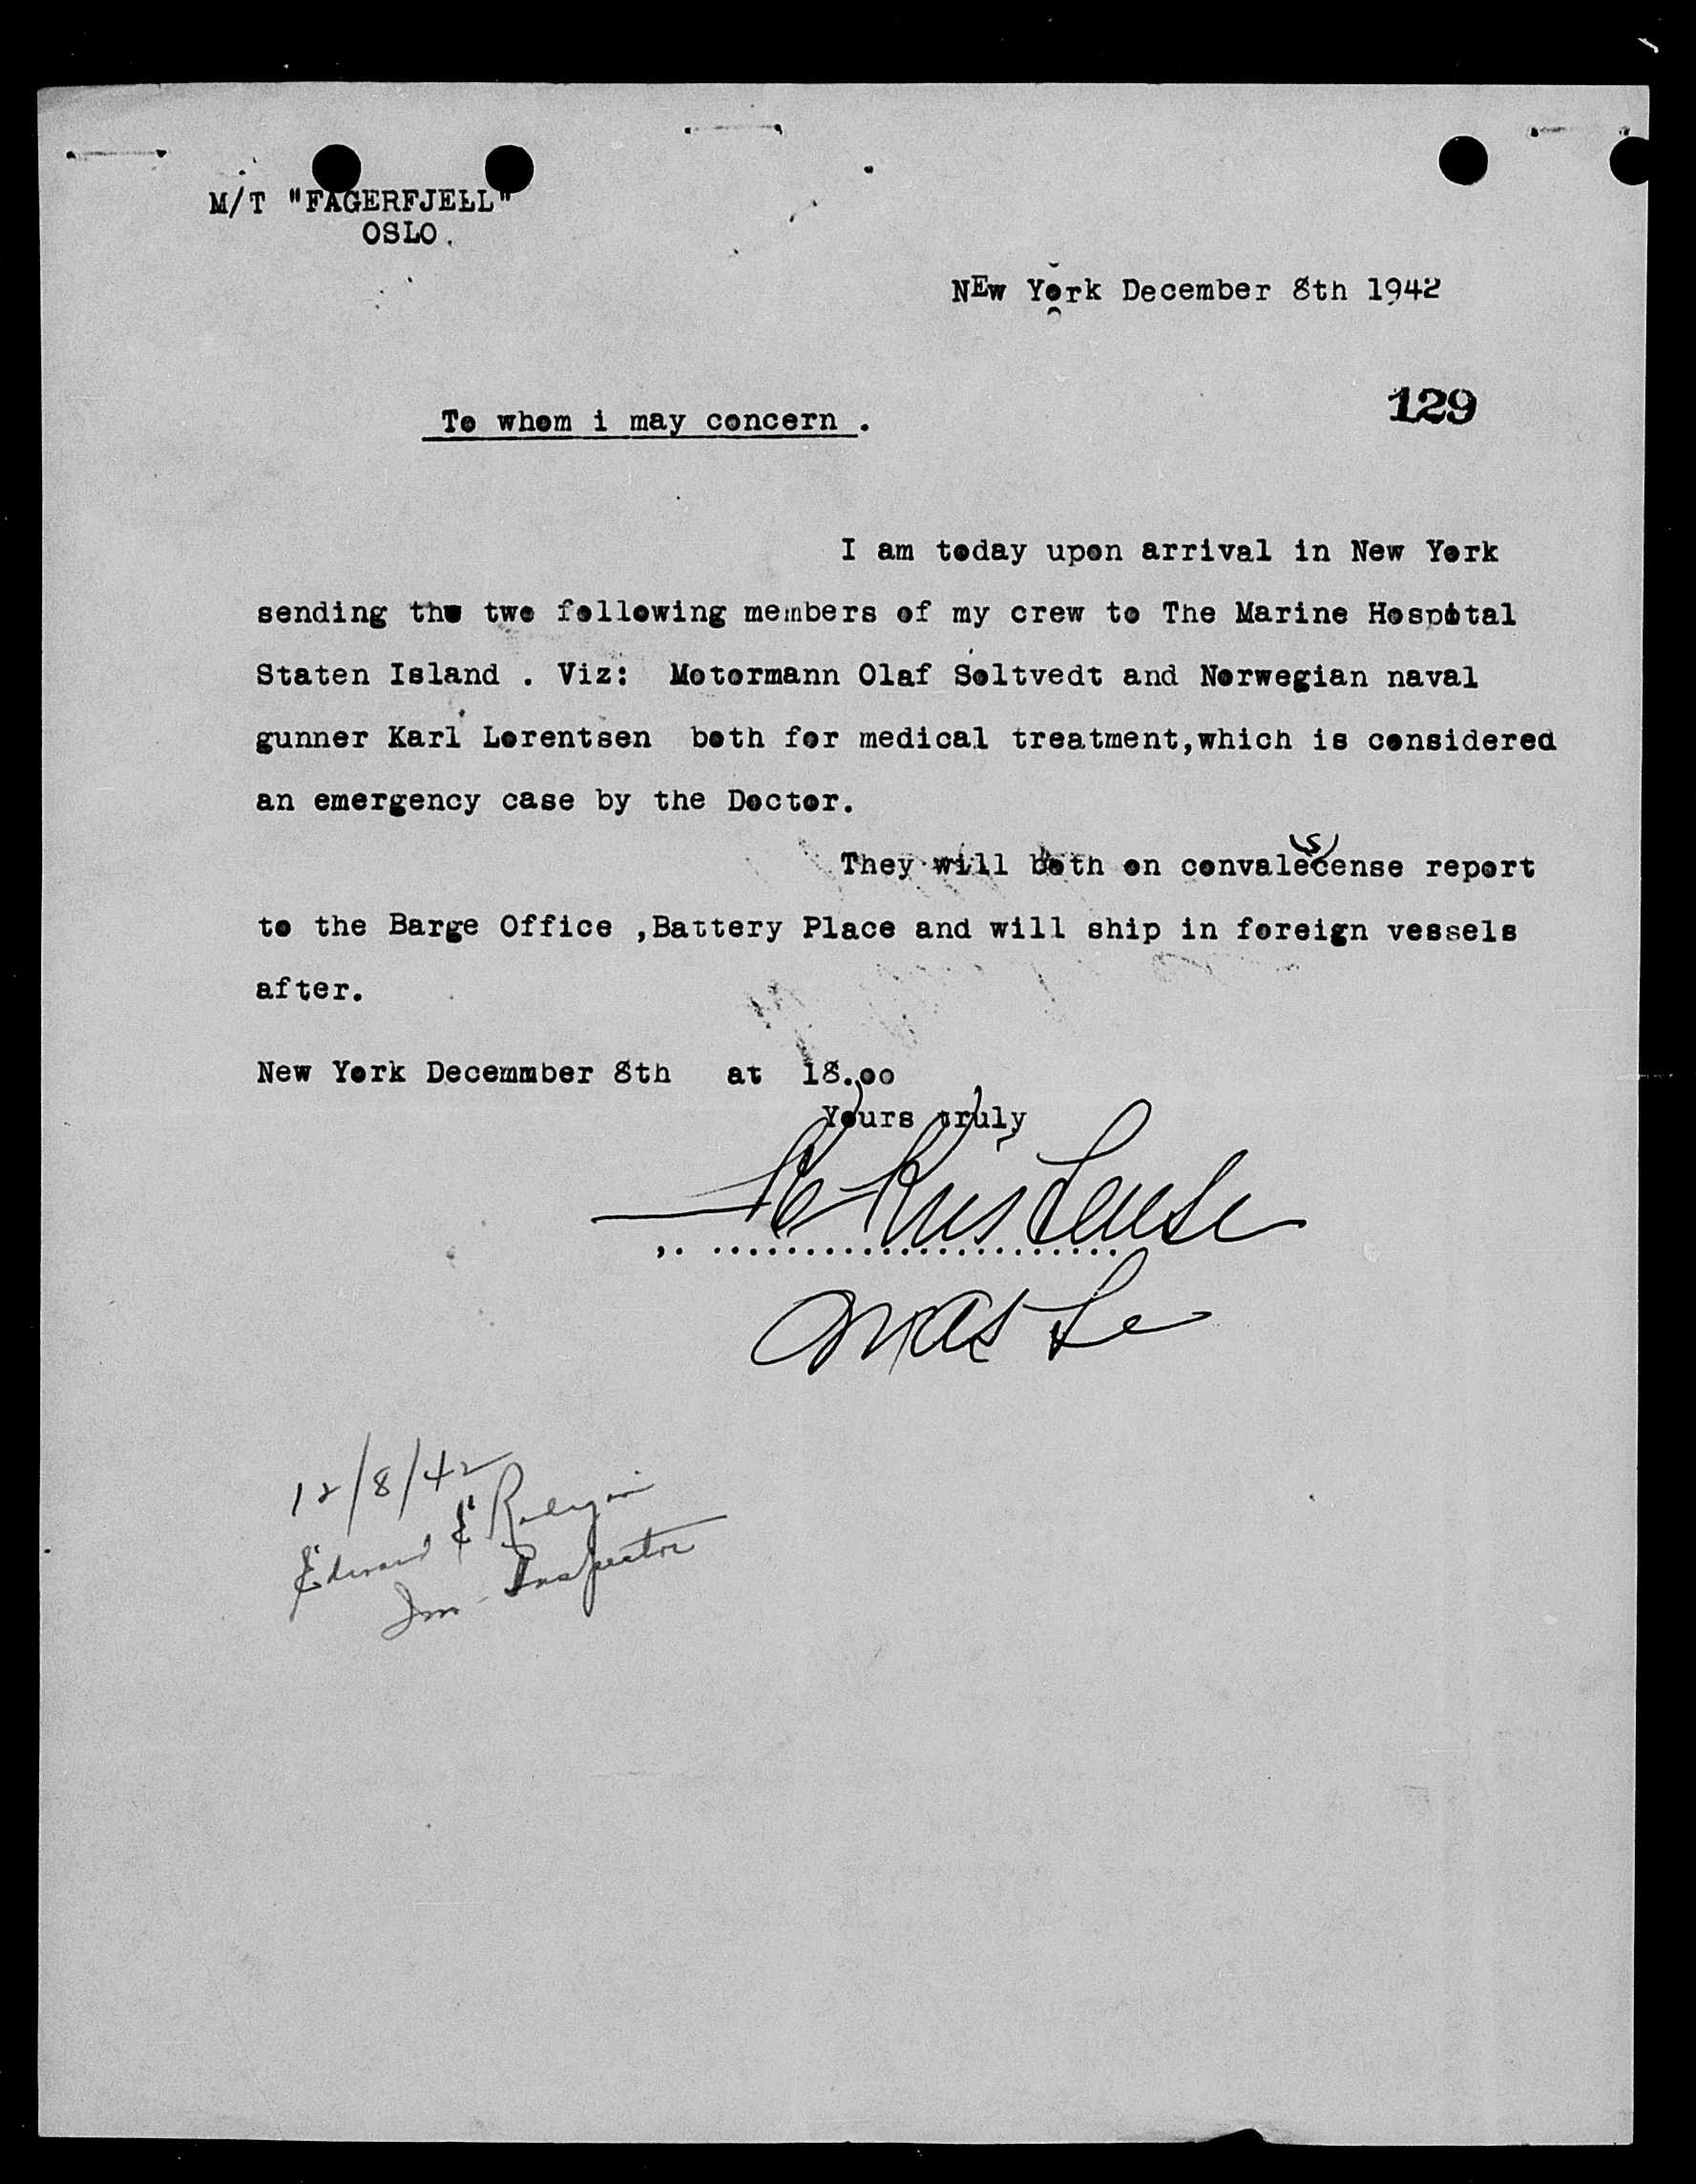 M/T "FAGERFJELL"
OSLO.
NEw York December 8th 1942
129
To whom i may concern .
I am today upon arrival in New York
sending the two following members of my crew to The Marine Hospital
Staten Island . Viz: Motormann Olaf Soltvedt and Norwegian naval
gunner Karl Lorentsen both for medical treatment,which is considered
an emergency case by the Doctor.
They will both on convalecense report
to the Barge Office ,Battery Place and will ship in foreign vessels
after.
New York Decemmber 8th at 18.oo
Yours truly
Master
12/8/42
Edward E
Im Inspector